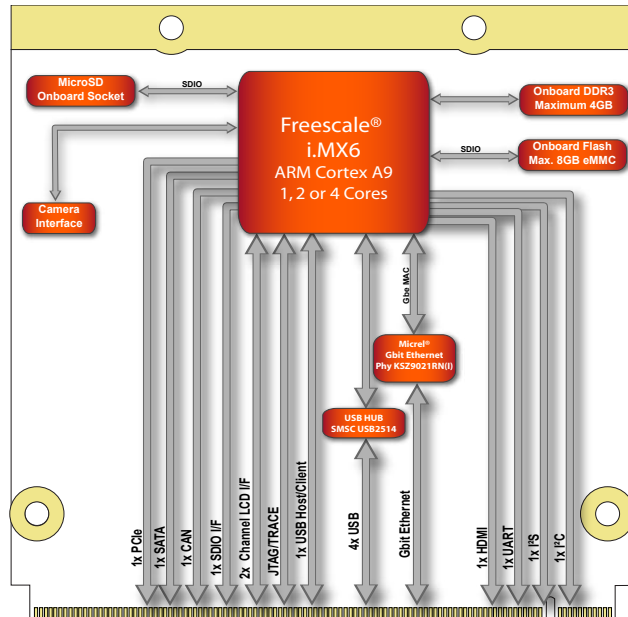 MicroSD
Onboard Socket
SDIO
Freescale®
i.MX6
ARM Cortex A9
1, 2 or 4 Cores
Onboard DDR3
Maximum 4GB
SDIO
Onboard Flash
Max. 8GB eMMC
Camera
Interface
Gbe MAC
Micrel®
Gbit Ethernet
Phy KSZ9021RN(I)
USB HUB
SMSC USB2514
1x PCIe
1x SATA
1x CAN
1x SDIO I/F
2x Channel LCD I/F
JTAG/TRACE
1x USB Host/Client
4x USB
Gbit Ethernet
1x HDMI
1x UART
1x I²S
1x I²C